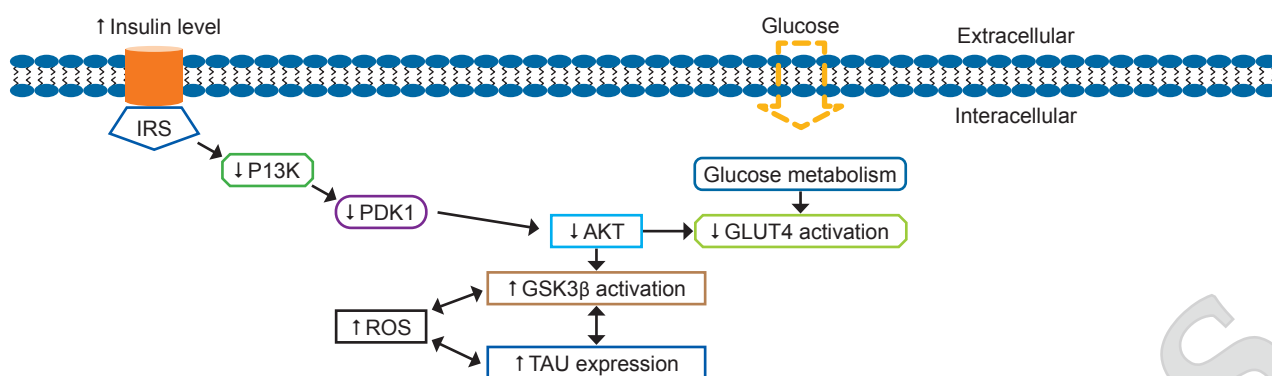 ↑ Insulin level
Glucose
Extracellular
Interacellular
IRS
↓ P13K
↓ PDK1
Glucose metabolism
↓ AKT
↓ GLUT4 activation
↑ GSK3β activation
↑ ROS
↑ TAU expression
S